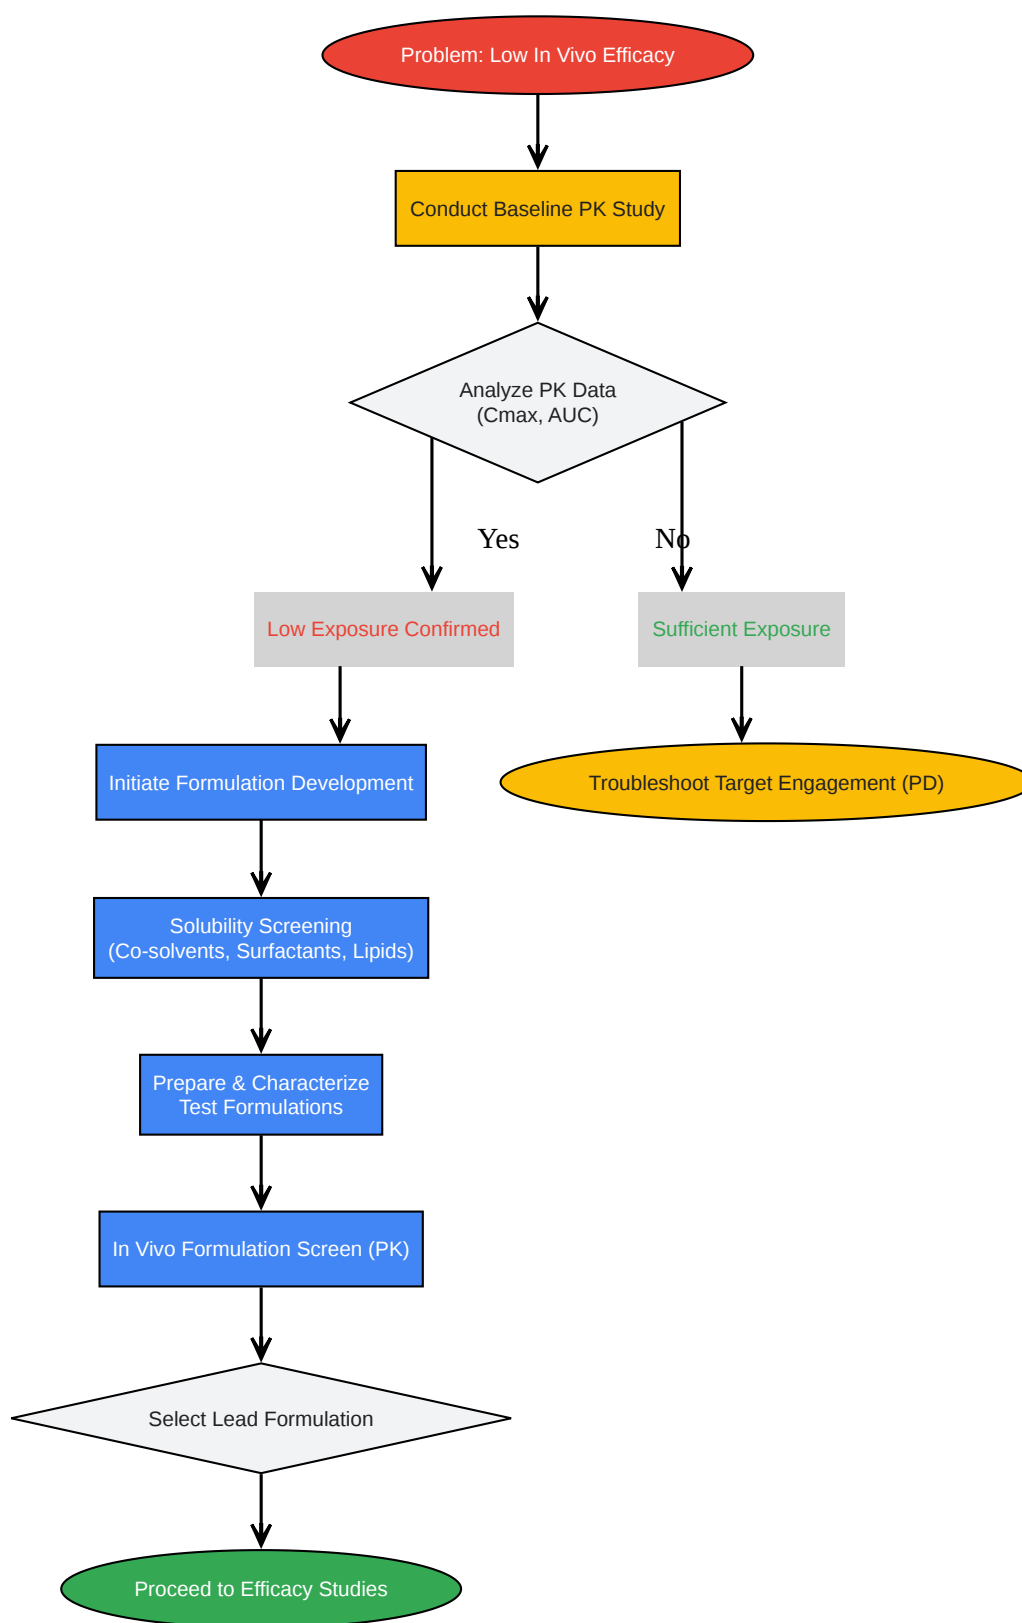 Problem: Low In Vivo Efficacy
Conduct Baseline PK Study
Analyze PK Data
(Cmax, AUC)
Yes
No
Low Exposure Confirmed
Sufficient Exposure
Initiate Formulation Development
Troubleshoot Target Engagement (PD)
Solubility Screening
(Co-solvents, Surfactants, Lipids)
Prepare & Characterize
Test Formulations
In Vivo Formulation Screen (PK)
Select Lead Formulation
Proceed to Efficacy Studies